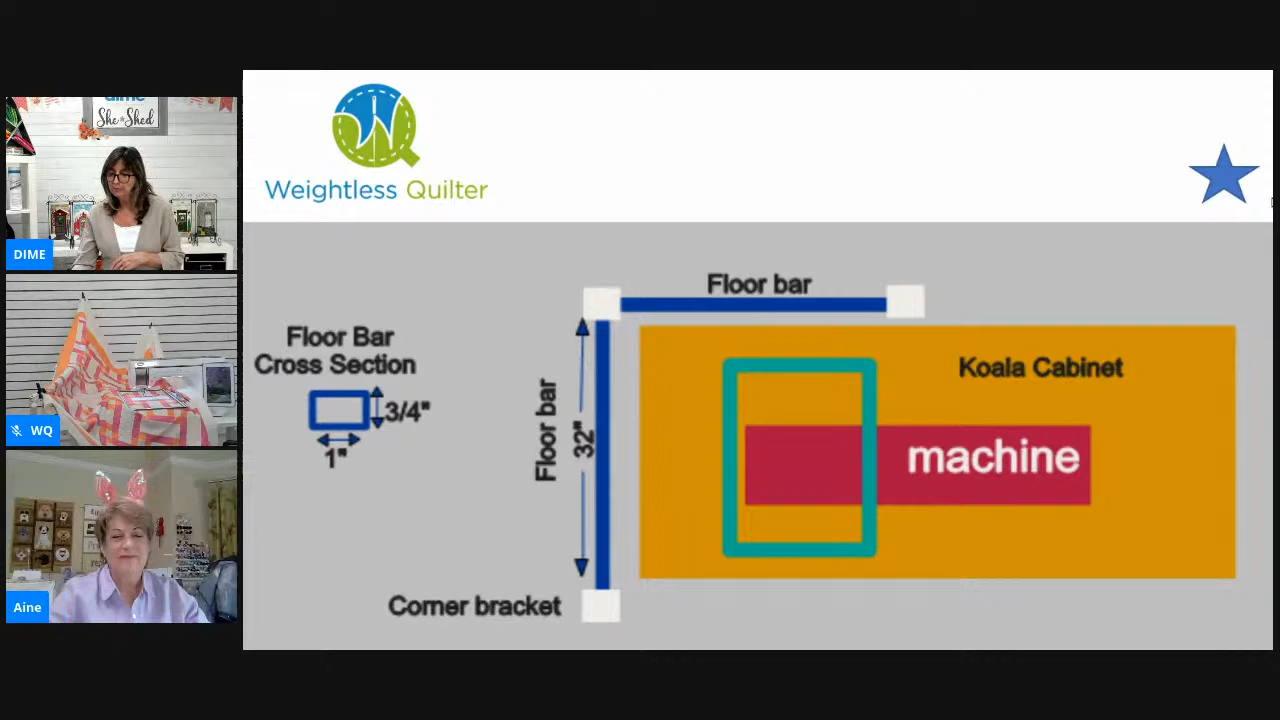 dime
She Shed
DIME
WQ
Aine
Weightless Quilter
Floor bar
Floor Bar
Cross Section
3/4"
1"
Floor bar
32"
Koala Cabinet
machine
Corner bracket